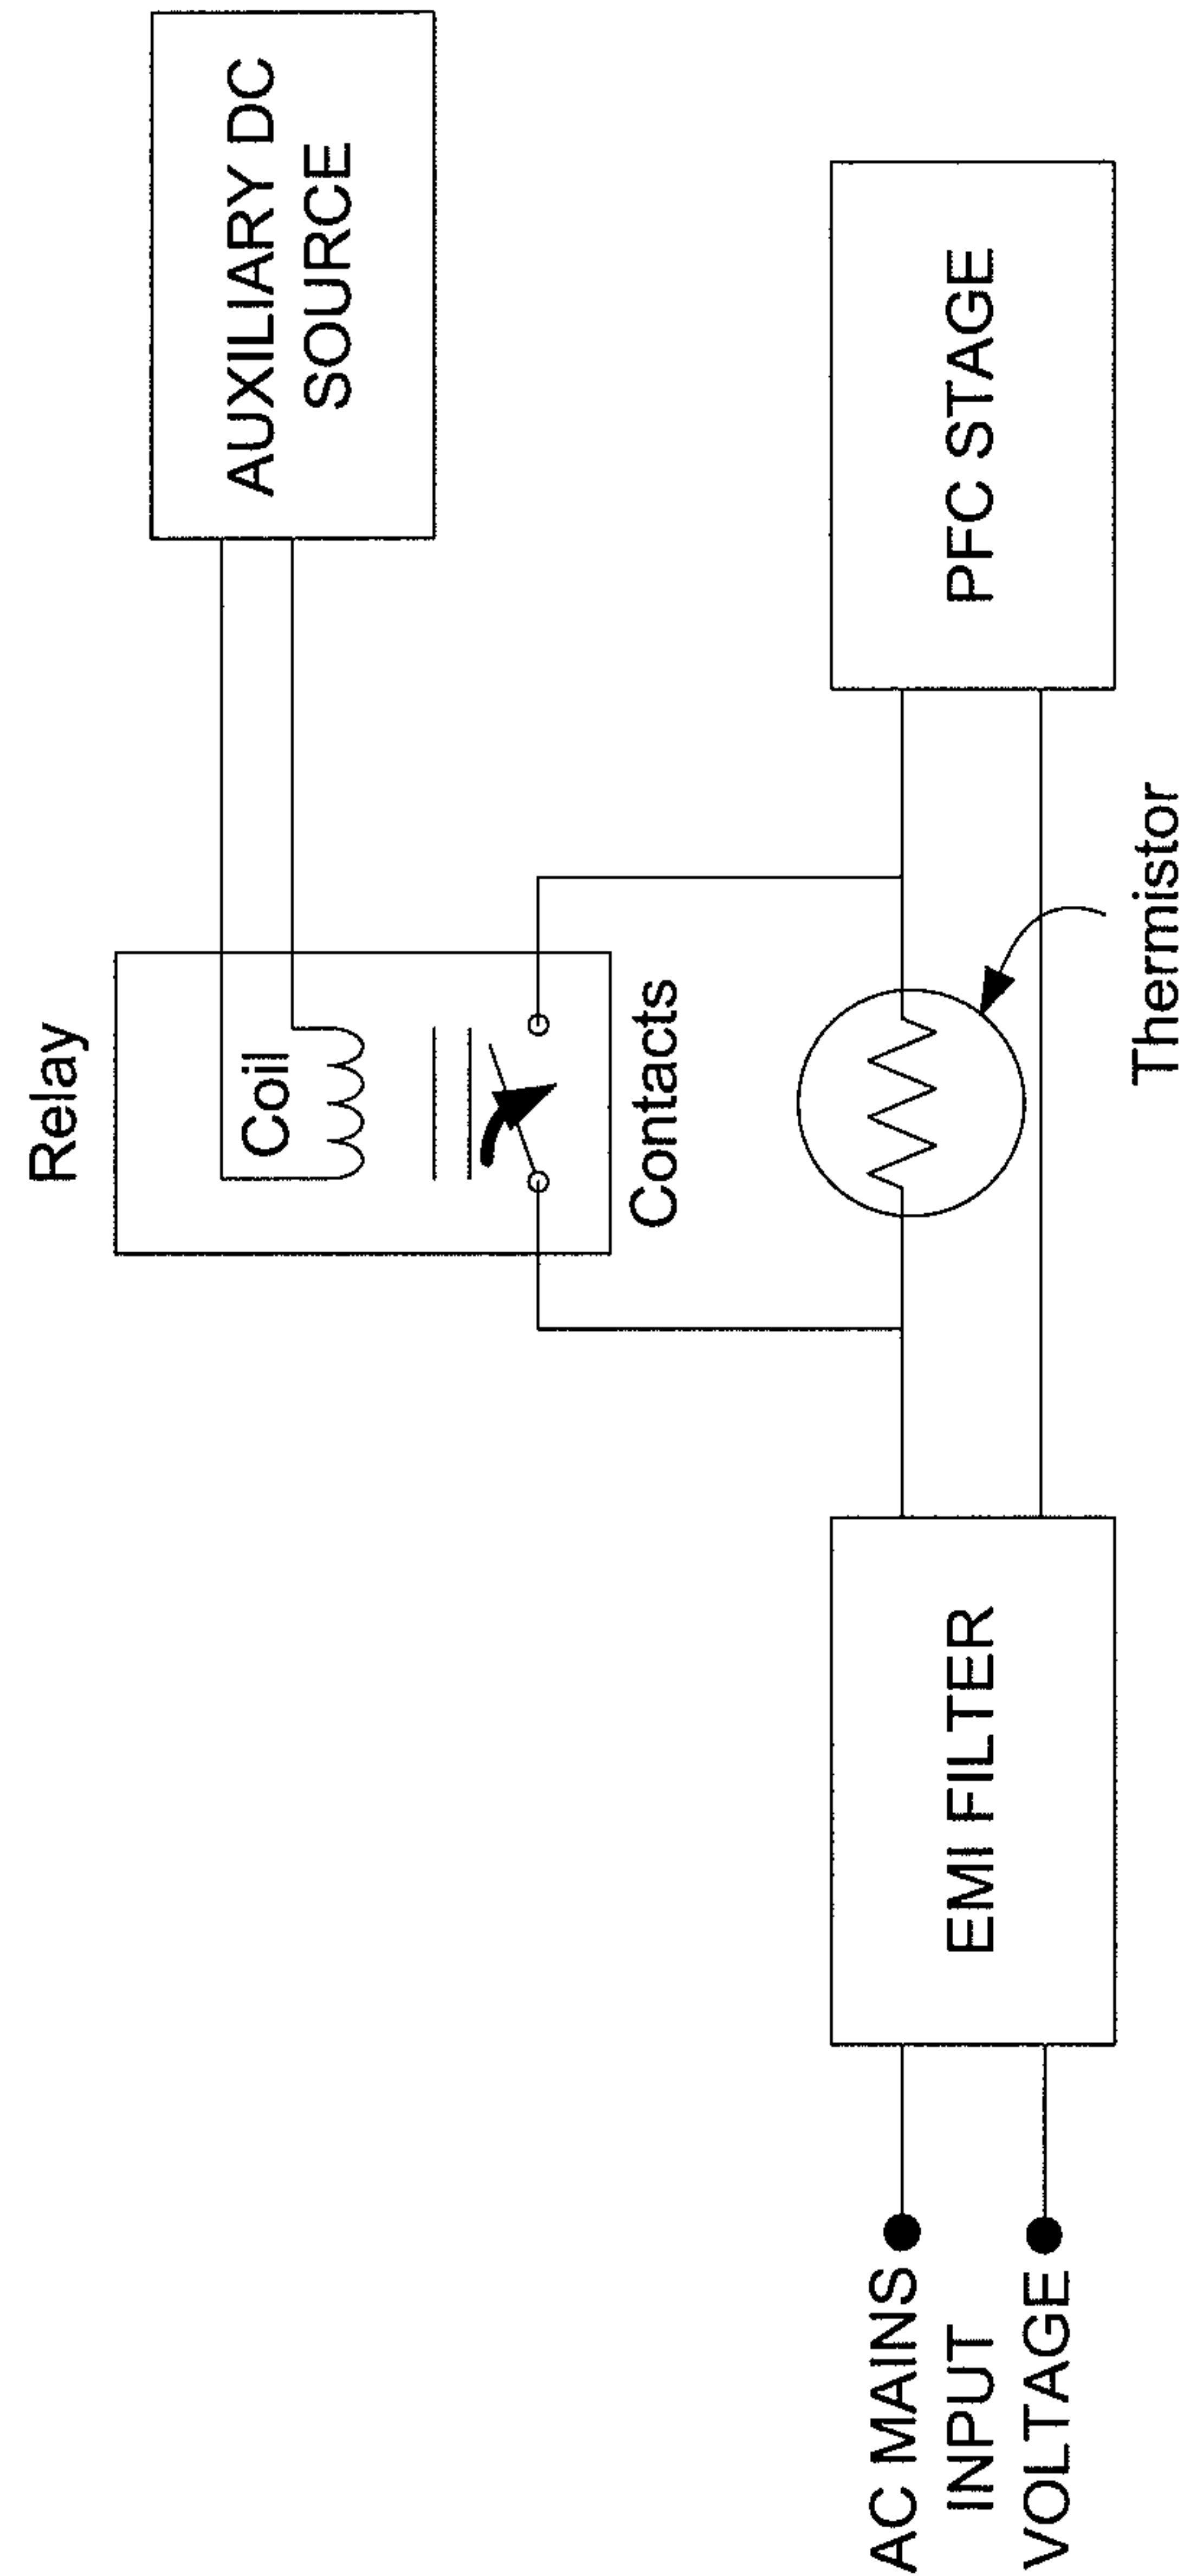 Relay
Coil
Contacts
AUXILIARY DC
SOURCE
AC MAINS
INPUT
VOLTAGE
EMI FILTER
Thermistor
PFC STAGE